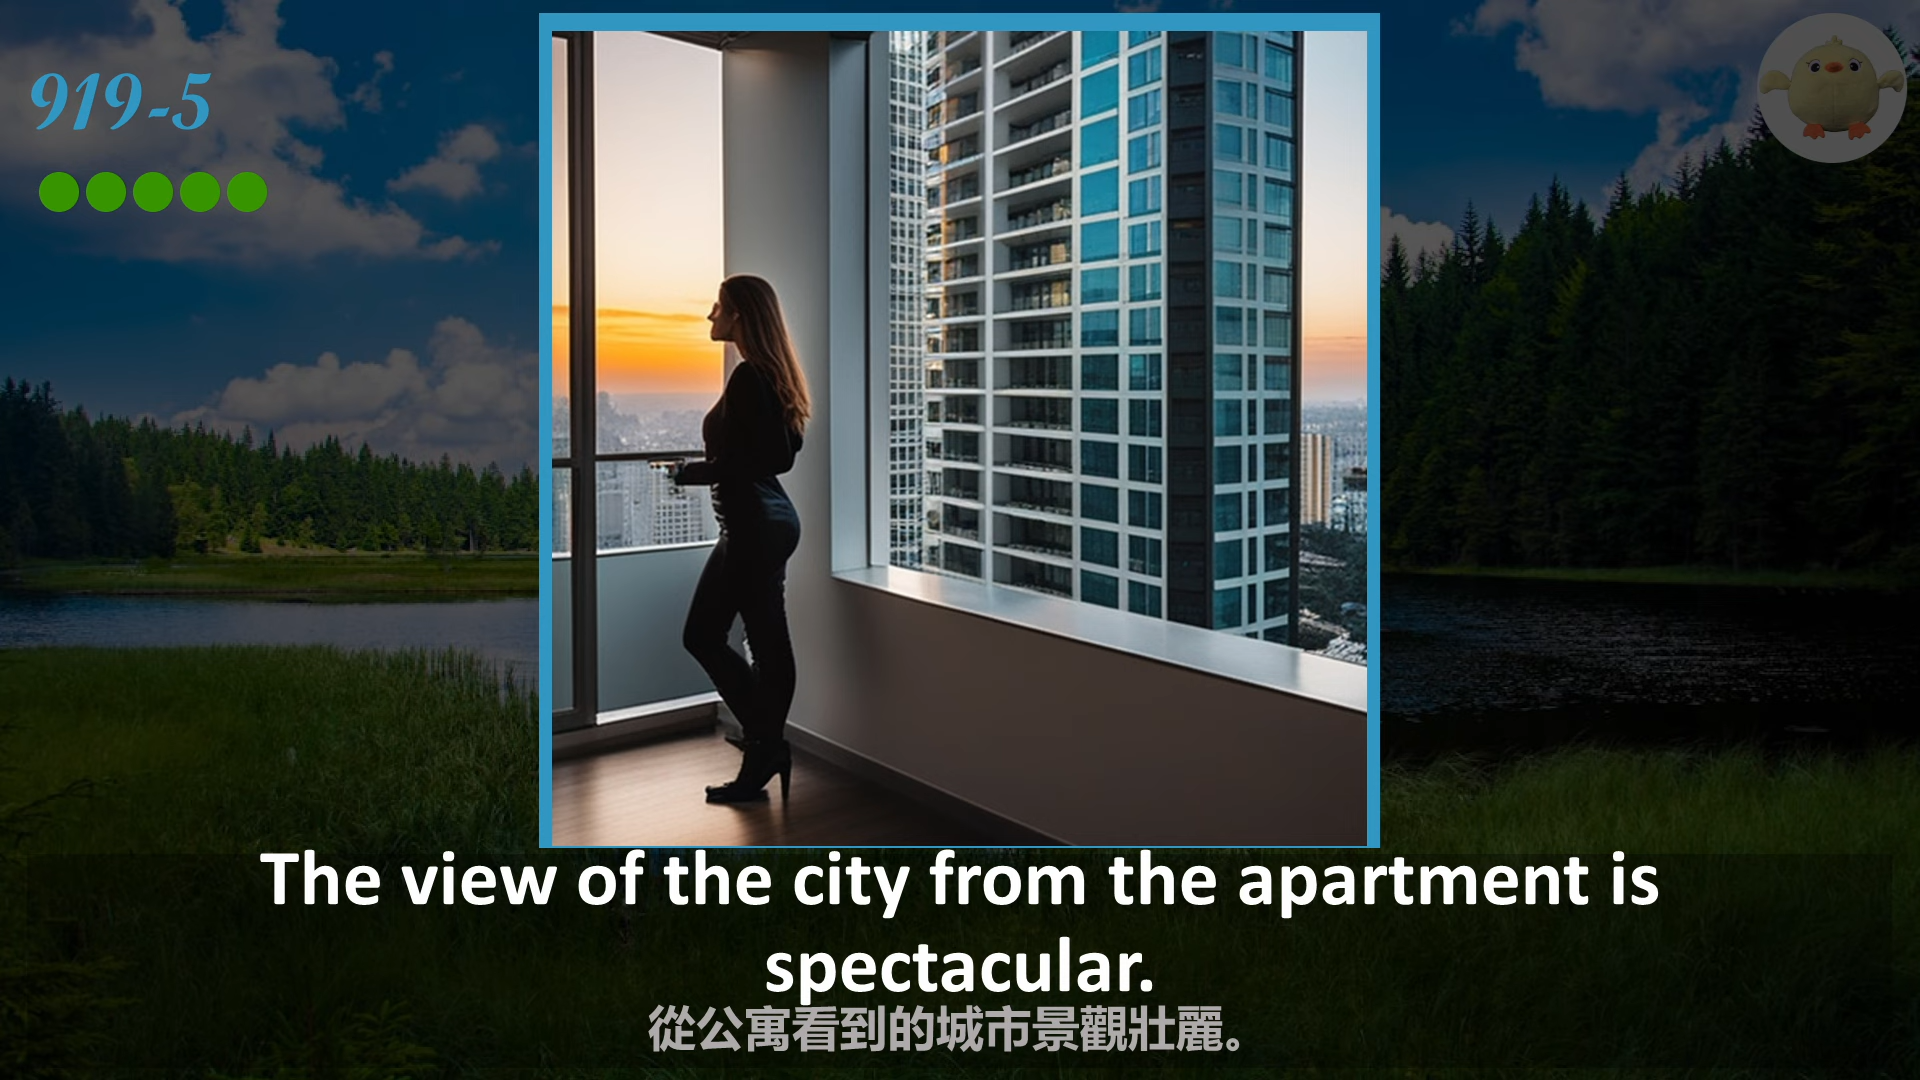 919-5
The view of the city from the apartment is
spectacular.
從公寓看到的城市景觀壯麗。